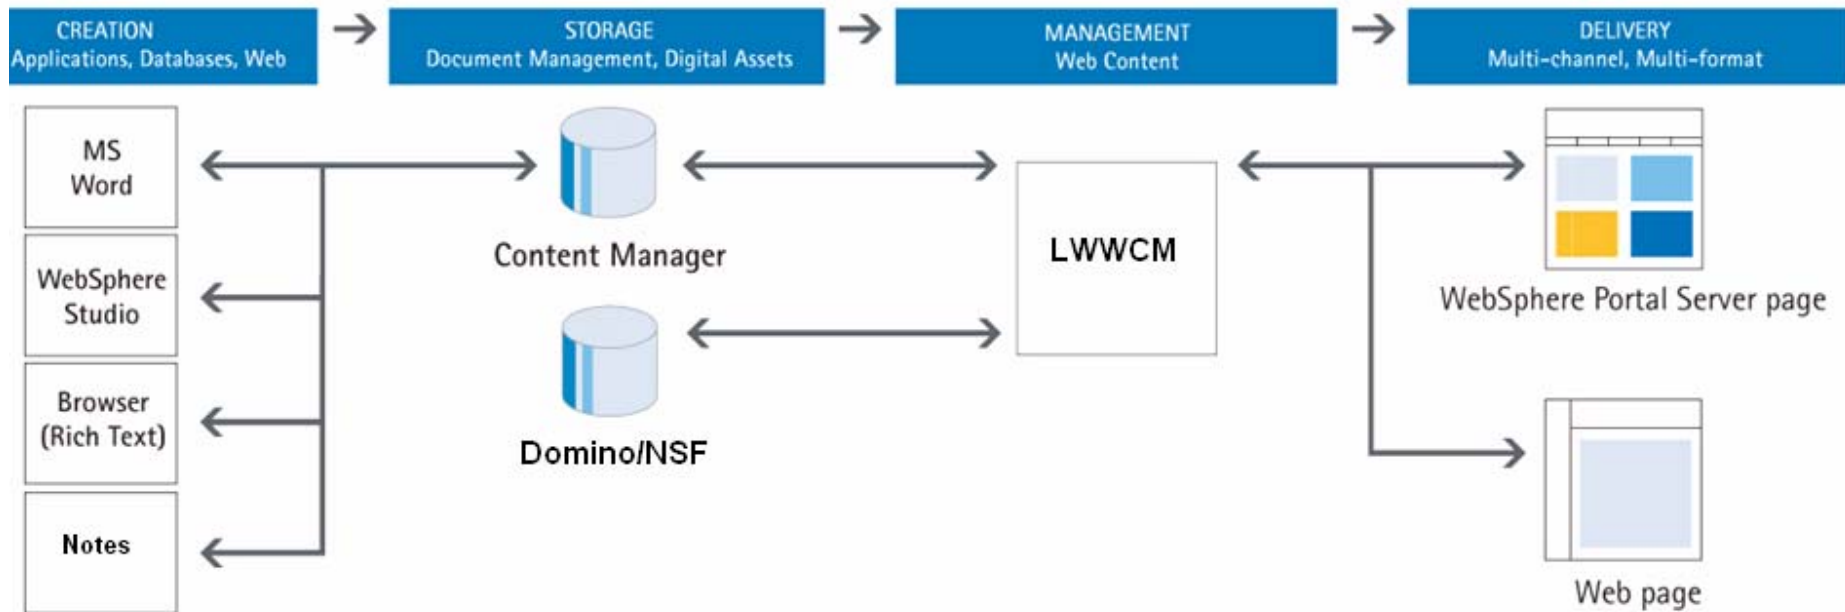 CREATION
Applications, Databases, Web
STORAGE
Document Management, Digital Assets
MANAGEMENT
Web Content
DELIVERY
Multi-channel, Multi-format
MS
Word
WebSphere
Studio
Browser
(Rich Text)
Notes
Content Manager
Domino/NSF
LWWCM
WebSphere Portal Server page
Web page